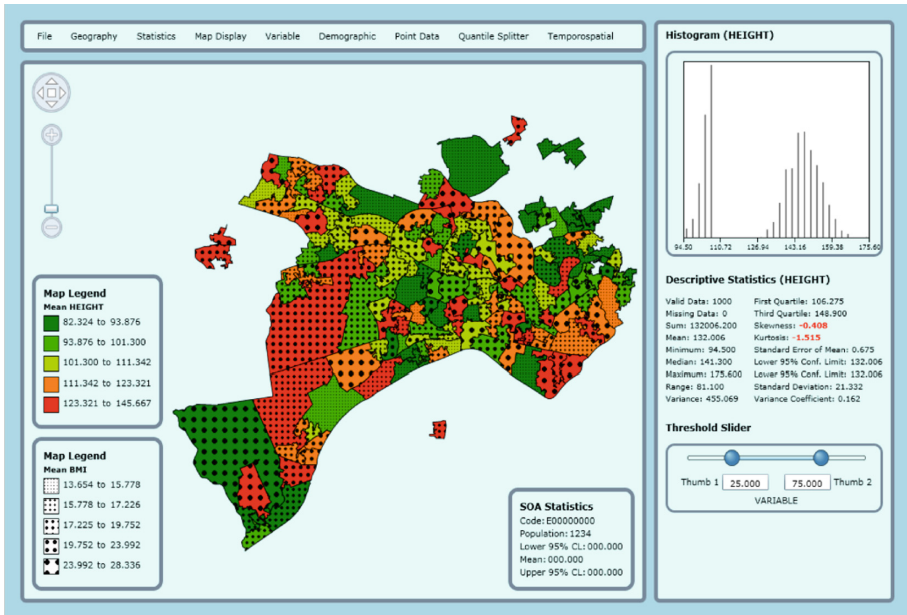 File Geography Statistics Map Display Variable Demographic Point Data Quantile Splitter Temporospatial
Map Legend
Mean HEIGHT
82.324 to 93.876
93.876 to 101.300
101.300 to 111.342
111.342 to 123.321
123.321 to 145.667
Map Legend
Mean BMI
13.654 to 15.778
15.778 to 17.226
17.225 to 19.752
19.752 to 23.992
23.992 to 28.336
SOA Statistics
Code: E00000000
Population: 1234
Lower 95% CL: 000.000
Mean: 000.000
Upper 95% CL: 000.000
Histogram (HEIGHT)
94.50 110.72 126.94 143.16 159.38 175.60
Descriptive Statistics (HEIGHT)
Valid Data: 1000 First Quartile: 106.275
Missing Data: 0 Third Quartile: 148.900
Sum: 132006.200 Skewness: -0.408
Mean: 132.006 Kurtosis: -1.515
Minimum: 94.500 Standard Error of Mean: 0.675
Median: 141.300 Lower 95% Conf. Limit: 132.006
Maximum: 175.600 Lower 95% Conf. Limit: 132.006
Range: 81.100 Standard Deviation: 21.332
Variance: 455.069 Variance Coefficient: 0.162
Threshold Slider
Thumb 1 25.000 75.000 Thumb 2
VARIABLE